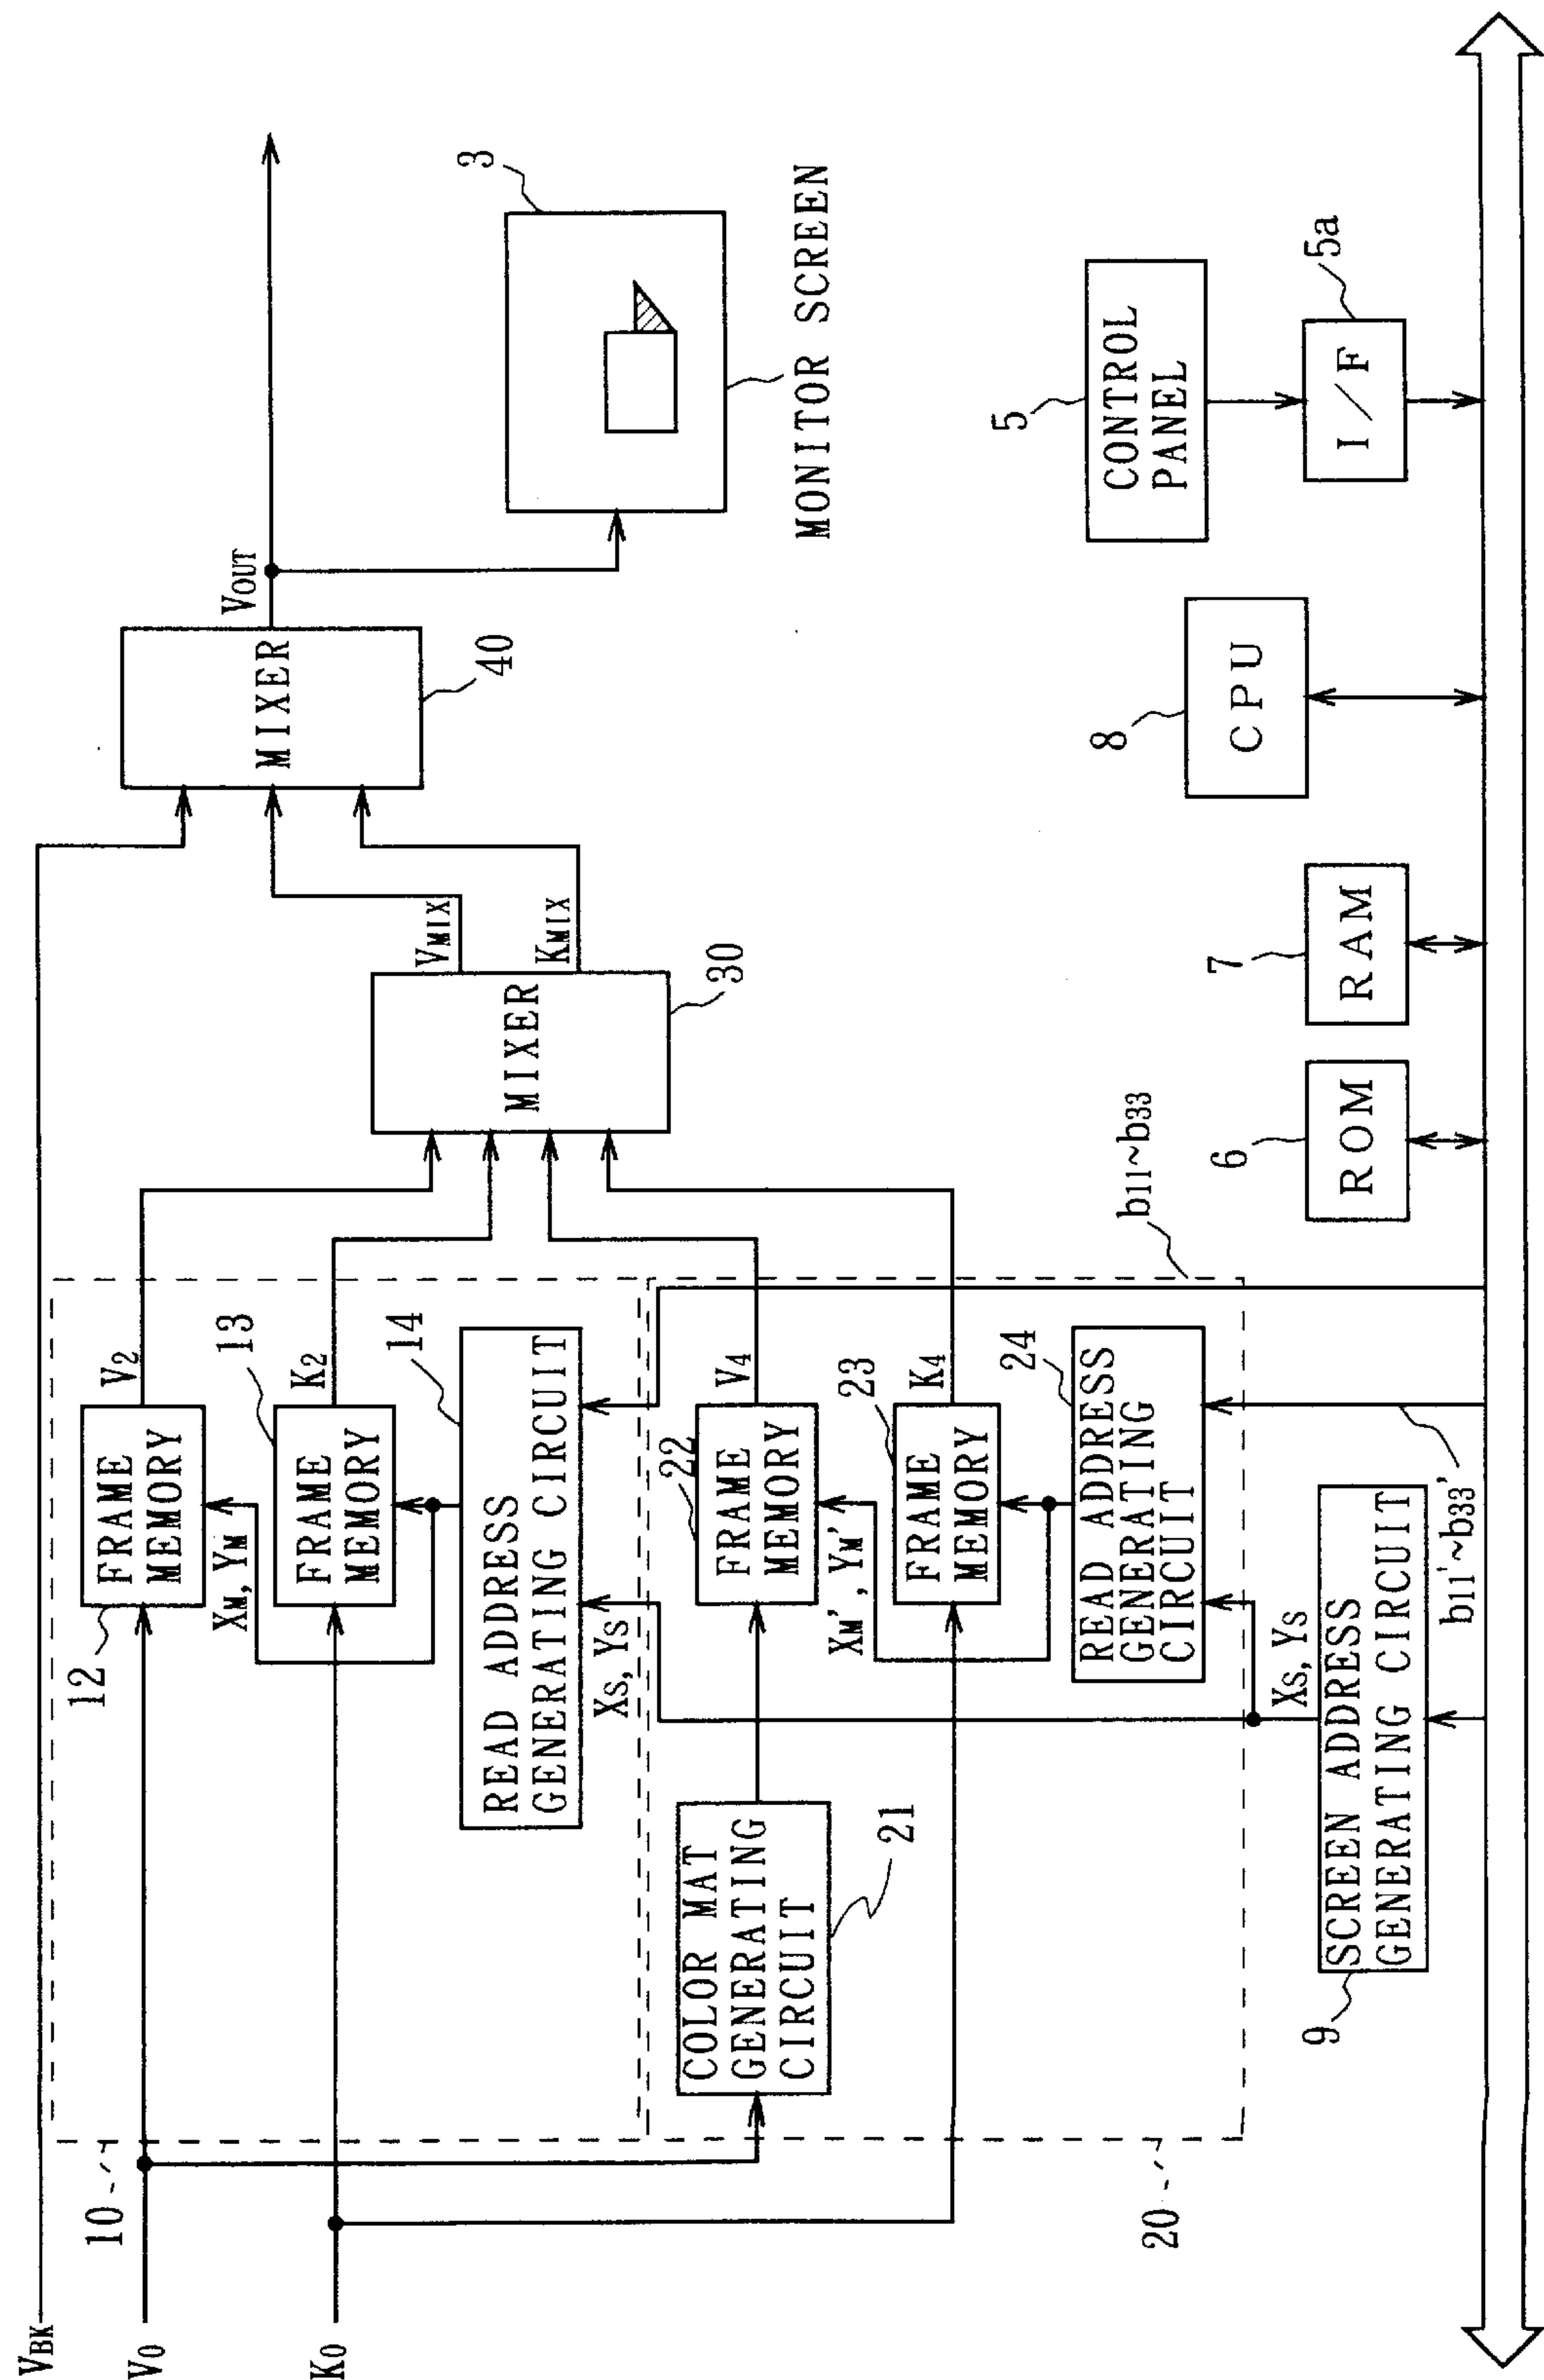 VBK
V0
K0
10
12
FRAME
MEMORY
V2
XM, YM
13
FRAME
MEMORY
K2
14
READ ADDRESS
GENERATING CIRCUIT
XS, YS
20
COLOR MAT
GENERATING
CIRCUIT
21
22
FRAME
MEMORY
V4
XM', YM'
23
FRAME
MEMORY
K4
24
READ ADDRESS
GENERATING
CIRCUIT
b11~b33
XS, YS
b11'~b33'
9
SCREEN ADDRESS
GENERATING CIRCUIT
MIXER
30
VMIX
KMIX
MIXER
40
VOUT
3
MONITOR SCREEN
6
ROM
7
RAM
8
CPU
5
CONTROL
PANEL
5a
I/F